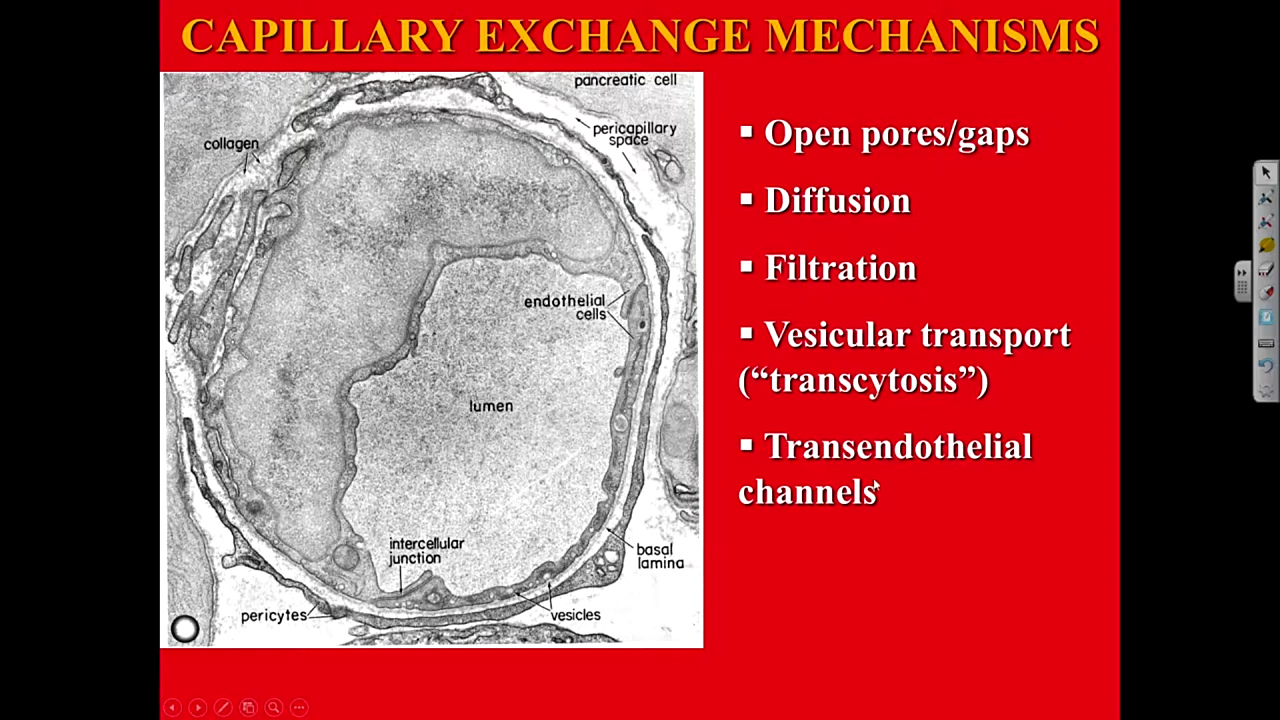 CAPILLARY EXCHANGE MECHANISMS
pancreatic cell
pericapillary
space
collagen
endothelial
cells
lumen
intercellular
junction
basal
lamina
pericytes
vesicles
▪ Open pores/gaps
▪ Diffusion
▪ Filtration
▪ Vesicular transport
(“transcytosis”)
▪ Transendothelial
channels